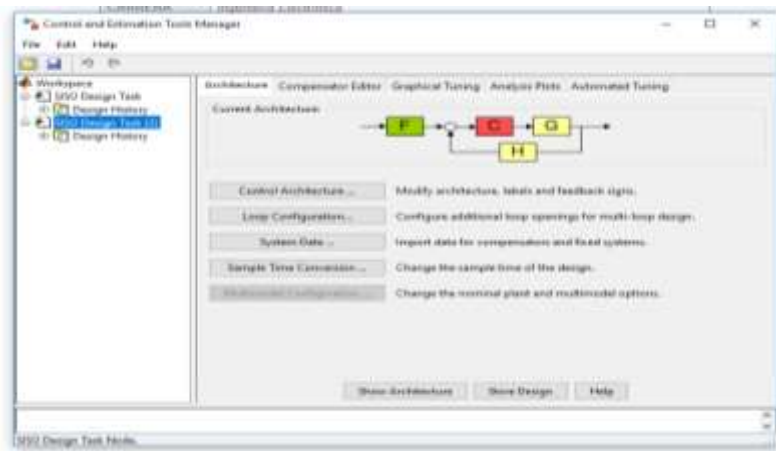 Control and Estimation Tools Manager
File Edit Help
Workspace
SISO Design Task
Design History
SISO Design Task (1)
Design History
Architecture Compensator Editor Graphical Tuning Analysis Plots Automated Tuning
Current Architecture:
F C G
H
Control Architecture ... Modify architecture, labels and feedback signs.
Loop Configuration... Configure additional loop openings for multi-loop design.
System Data ... Import data for compensators and fixed systems.
Sample Time Conversion ... Change the sample time of the design.
Multimodel Configuration ... Change the nominal plant and multimodel options.
Show Architecture Store Design Help
SISO Design Task Node.